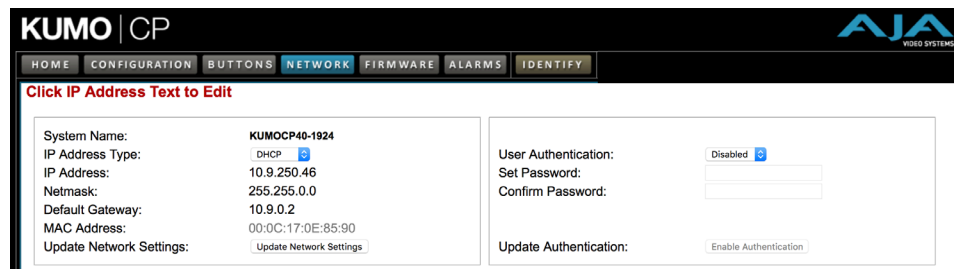 KUMO | CP
AJA
VIDEO SYSTEMS
HOME CONFIGURATION BUTTONS NETWORK FIRMWARE ALARMS IDENTIFY
Click IP Address Text to Edit
System Name: KUMOCP40-1924
IP Address Type: DHCP
IP Address: 10.9.250.46
Netmask: 255.255.0.0
Default Gateway: 10.9.0.2
MAC Address: 00:0C:17:0E:85:90
Update Network Settings: Update Network Settings
User Authentication: Disabled
Set Password:
Confirm Password:
Update Authentication: Enable Authentication